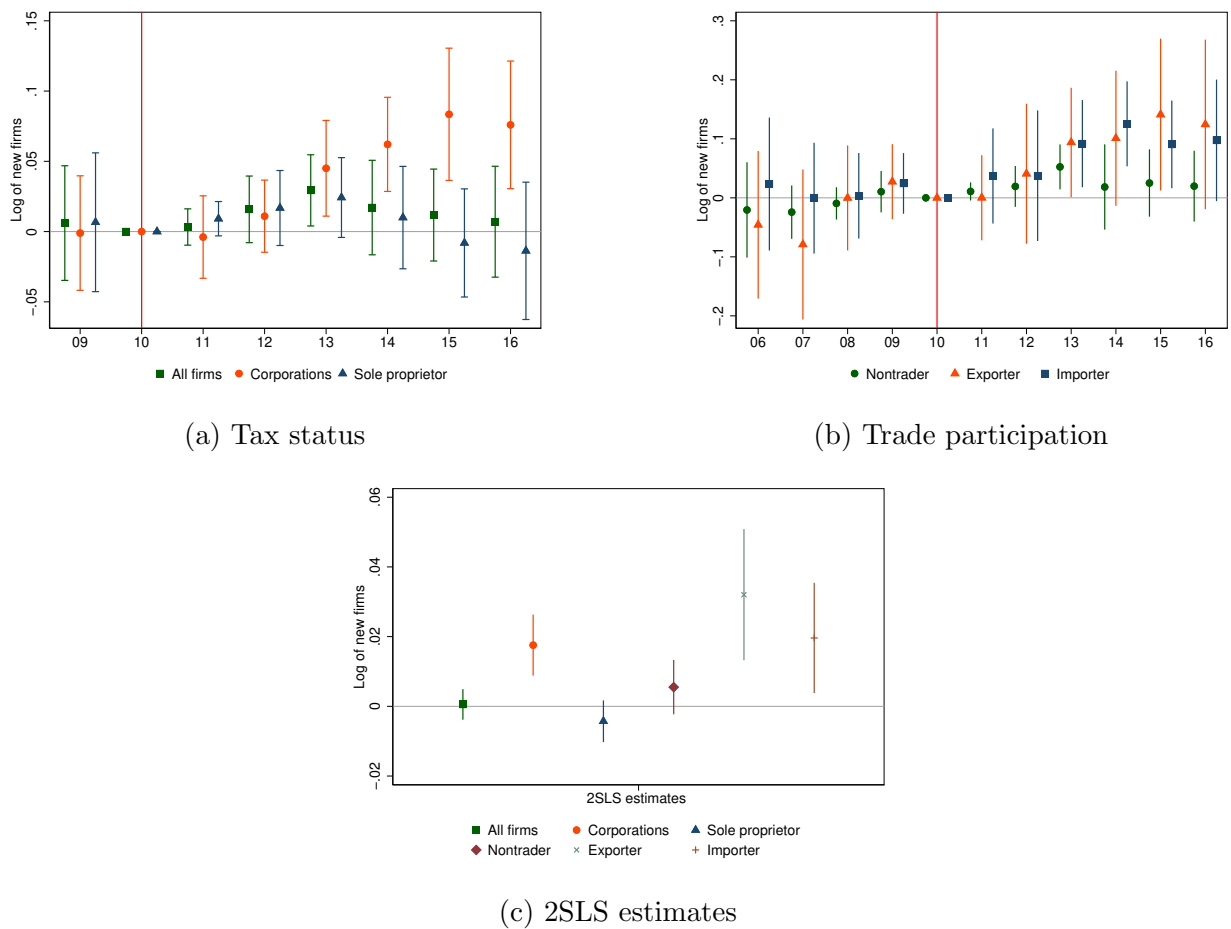 .15
.1
.05
0
-.05
Log of new firms
09 10 11 12 13 14 15 16
All firms Corporations Sole proprietor
(a) Tax status
.3
.2
.1
0
-.1
-.2
Log of new firms
06 07 08 09 10 11 12 13 14 15 16
Nontrader Exporter Importer
(b) Trade participation
.06
.04
.02
0
-.02
Log of new firms
2SLS estimates
All firms Corporations Sole proprietor
Nontrader Exporter Importer
(c) 2SLS estimates